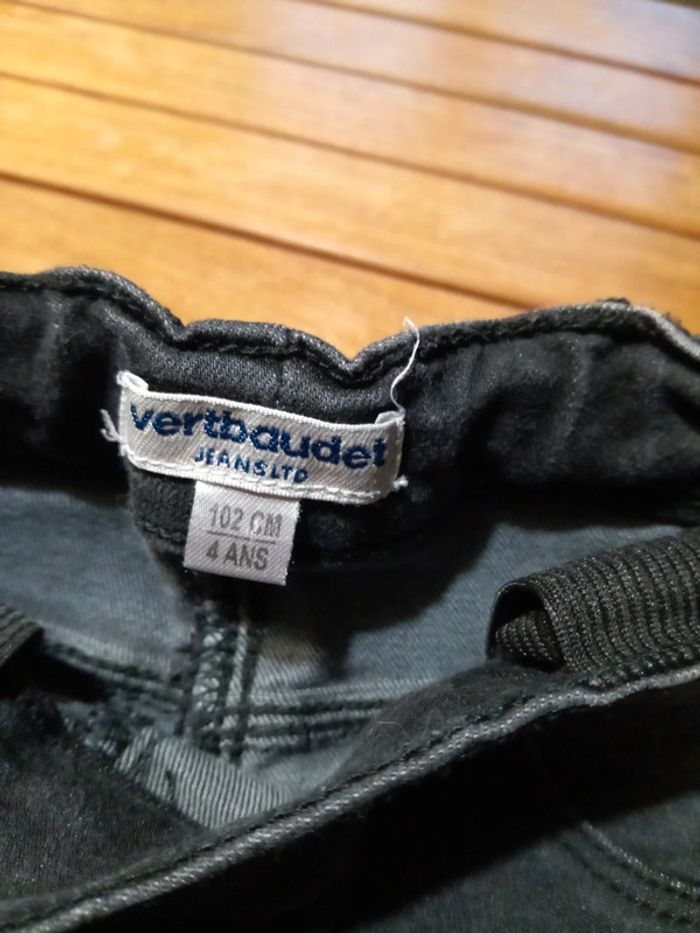 vertbaudet
JEANS LTD
102 CM
4 ANS